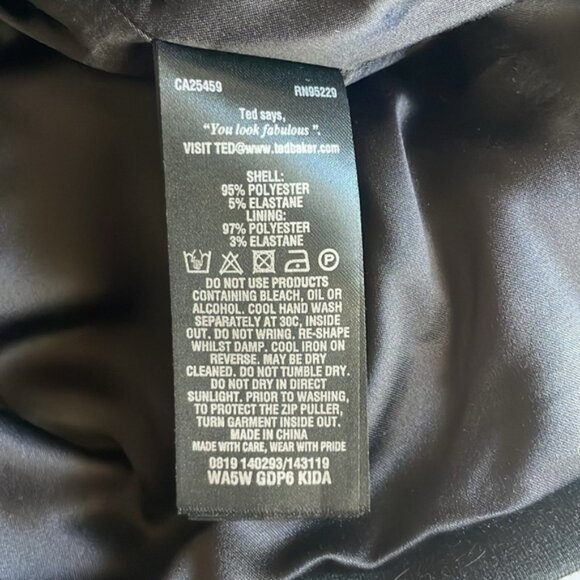 CA25459 RN95229
Ted says,
"You look fabulous".
VISIT TED@www.tedbaker.com
SHELL:
95% POLYESTER
5% ELASTANE
LINING:
97% POLYESTER
3% ELASTANE
P
DO NOT USE PRODUCTS
CONTAINING BLEACH, OIL OR
ALCOHOL. COOL HAND WASH
SEPARATELY AT 30C, INSIDE
OUT. DO NOT WRING. RE-SHAPE
WHILST DAMP. COOL IRON ON
REVERSE. MAY BE DRY
CLEANED. DO NOT TUMBLE DRY.
DO NOT DRY IN DIRECT
SUNLIGHT. PRIOR TO WASHING,
TO PROTECT THE ZIP PULLER,
TURN GARMENT INSIDE OUT.
MADE IN CHINA
MADE WITH CARE, WEAR WITH PRIDE
0819 140293/143119
WA5W GDP6 KIDA